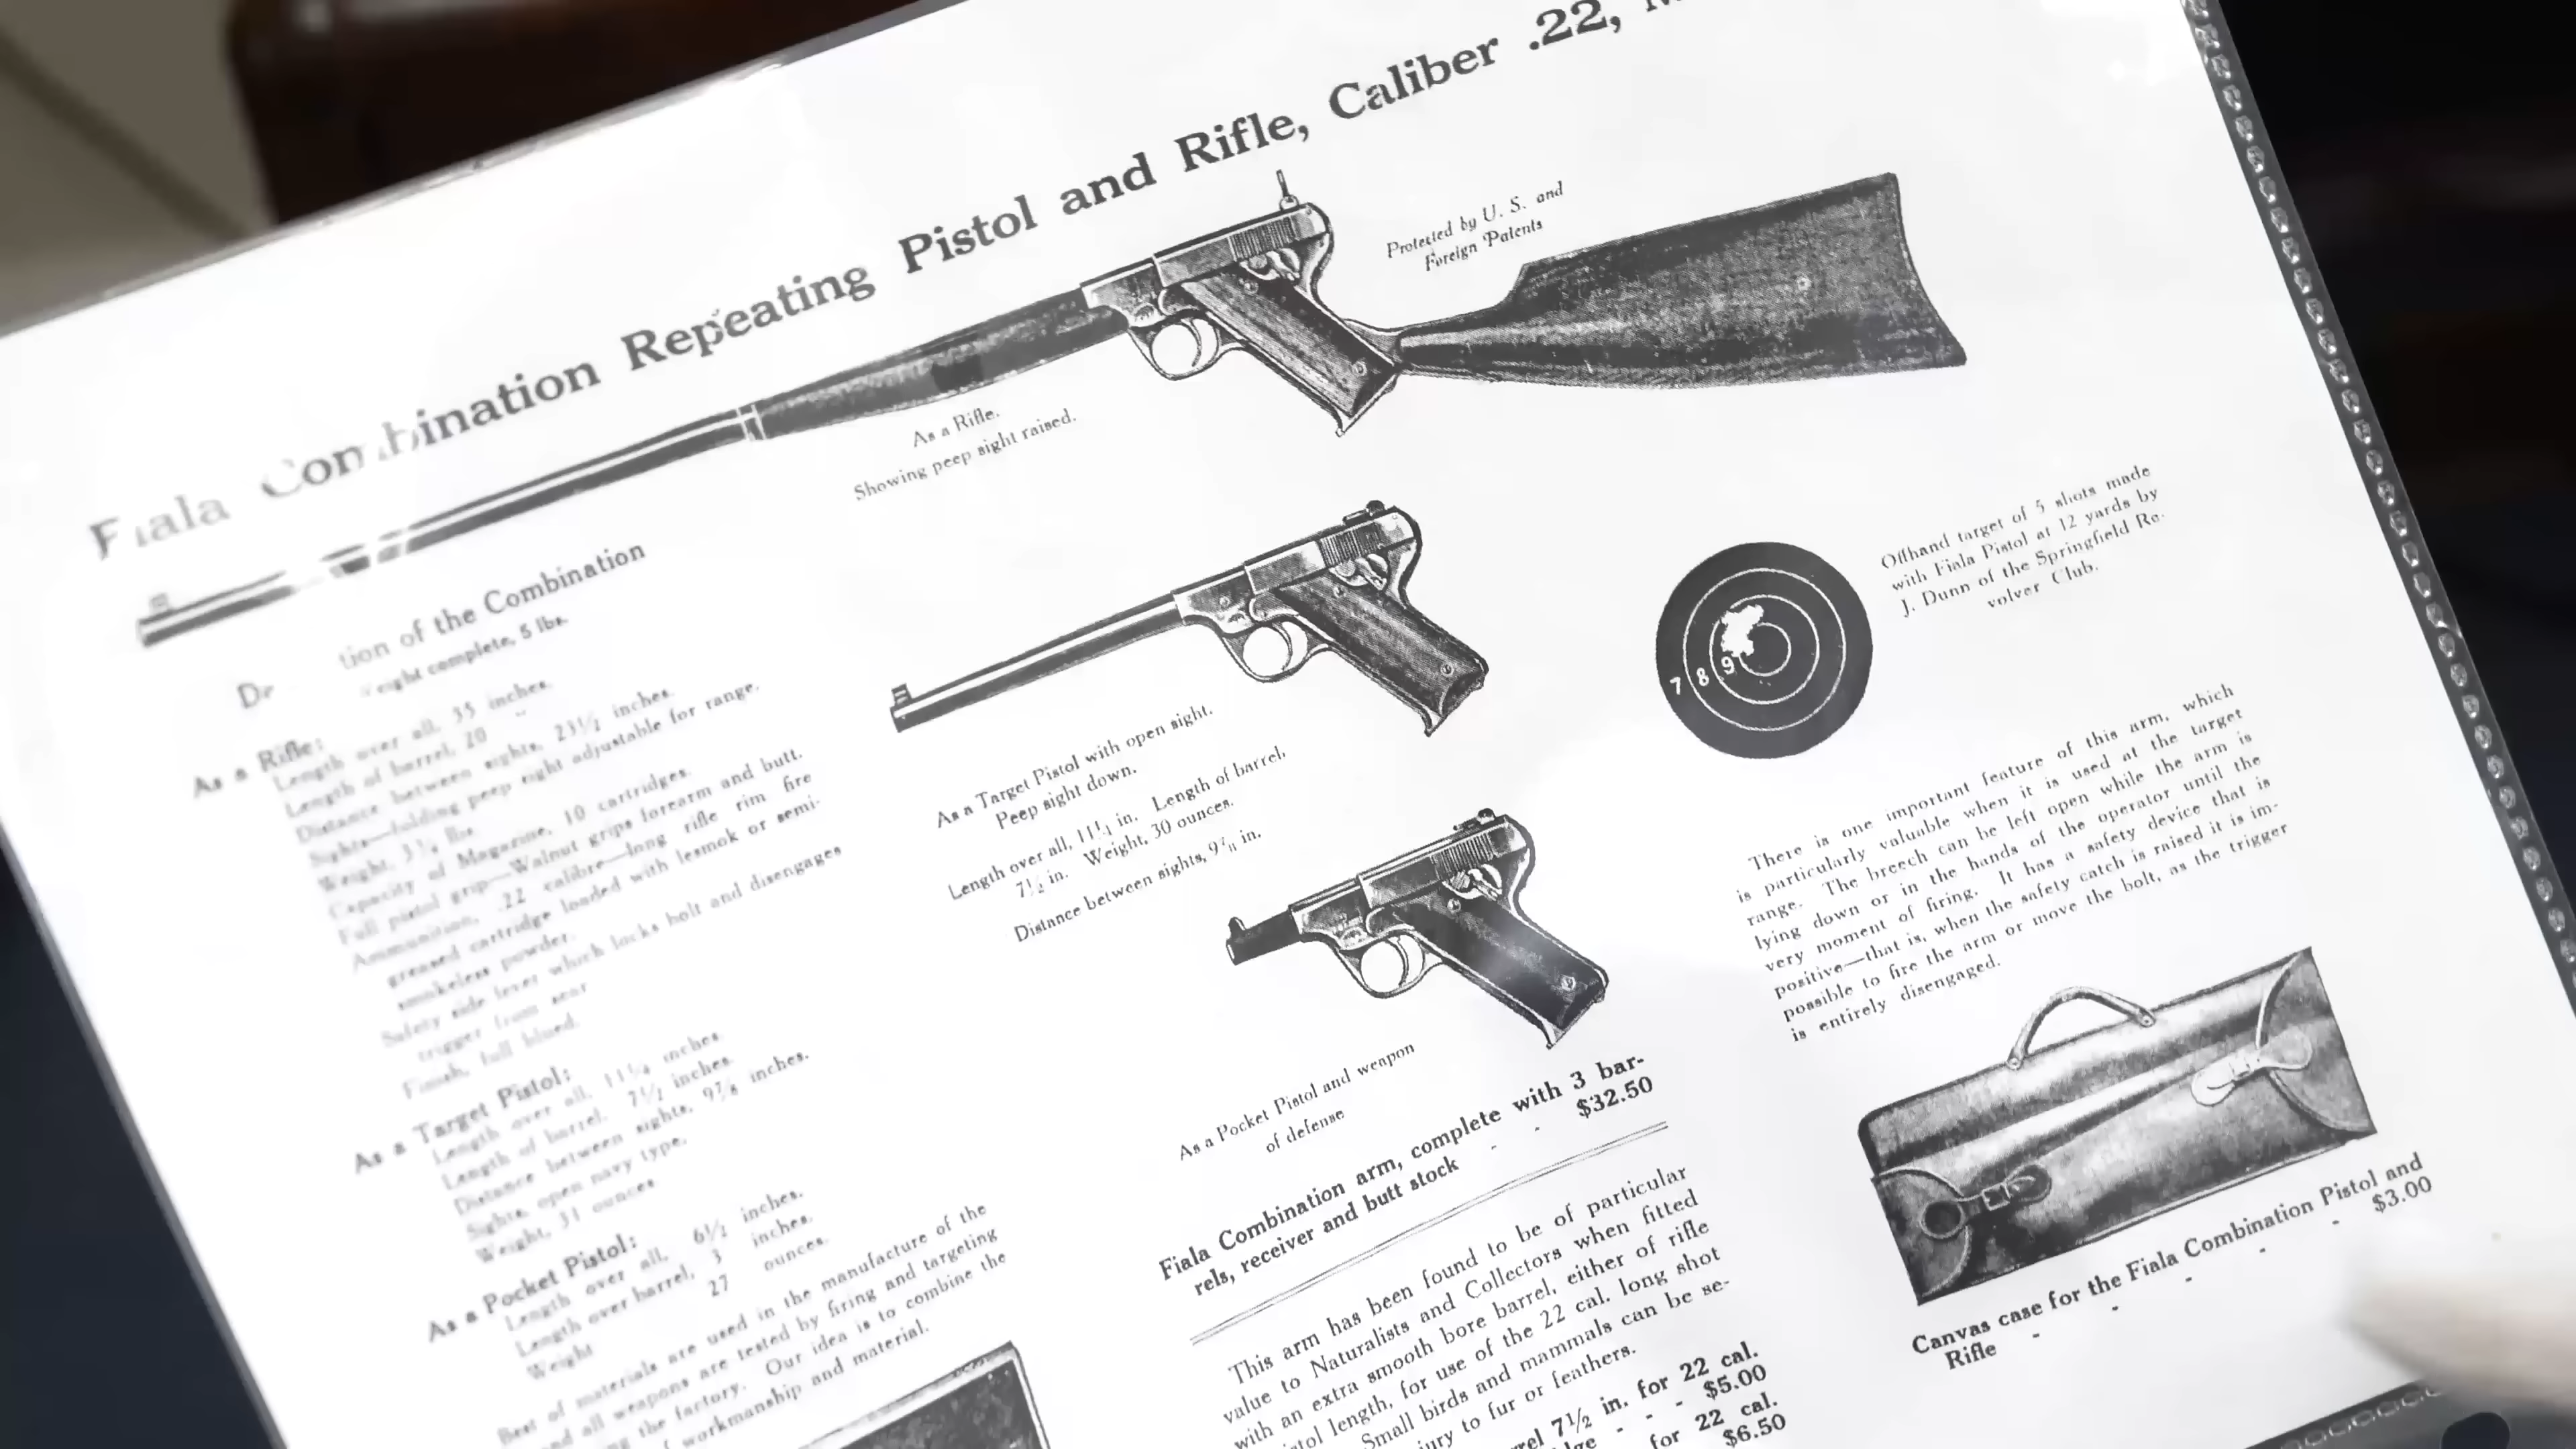 Fiala Combination Repeating Pistol and Rifle, Caliber .22,
Protected by U. S. and
Foreign Patents
As a Rifle.
Showing peep sight raised.
tion of the Combination
eight complete, 5 lbs.
As a Rifle:
Length over all, 35 inches.
Length of barrel, 20 "
Distance between sights, 23½ inches.
Sights—folding peep sight adjustable for range.
Weight, 3¼ lbs.
Capacity of Magazine, 10 cartridges.
Full pistol grip—Walnut grips forearm and butt.
Ammunition, .22 calibre—long rifle rim fire
greased cartridge loaded with lesmok or semi-
smokeless powder.
Safety side lever which locks bolt and disengages
trigger from sear
Finish, full blued.
As a Target Pistol:
Length over all, 11¼ inches.
Length of barrel, 7½ inches.
Distance between sights, 9⅞ inches.
Sights, open navy type.
Weight, 31 ounces
As a Pocket Pistol:
Length over all, 6½ inches.
Length over barrel, 3 inches.
Weight 27 ounces.
Best of materials are used in the manufacture of the
and all weapons are tested by firing and targeting
the factory. Our idea is to combine the
workmanship and material.
As a Target Pistol with open sight.
Peep sight down.
Length over all, 11¼ in. Length of barrel,
7½ in. Weight, 30 ounces.
Distance between sights, in.
As a Pocket Pistol and weapon
of defense
Fiala Combination arm, complete with 3 bar-
rels, receiver and butt stock - - $32.50
This arm has been found to be of particular
value to Naturalists and Collectors when fitted
with an extra smooth bore barrel, either of rifle
istol length, for use of the 22 cal. long shot
Small birds and mammals can be se-
jury to fur or feathers.
rrel 7½ in. for 22 cal.
dge - - - $5.00
for 22 cal.
$6.50
7 8 9
Offhand target of 5 shots made
with Fiala Pistol at 12 yards by
J. Dunn of the Springfield Re-
volver Club.
There is one important feature of this arm, which
is particularly valuable when it is used at the target
range. The breech can be left open while the arm is
lying down or in the hands of the operator until the
very moment of firing. It has a safety device that is
positive—that is, when the safety catch is raised it is im-
possible to fire the arm or move the bolt, as the trigger
is entirely disengaged.
Canvas case for the Fiala Combination Pistol and
Rifle - - - - - $3.00